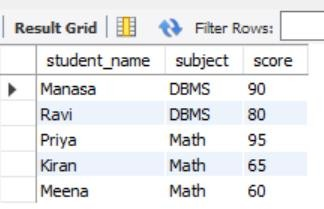 Result Grid Filter Rows:
student_name subject score
Manasa DBMS 90
Ravi DBMS 80
Priya Math 95
Kiran Math 65
Meena Math 60